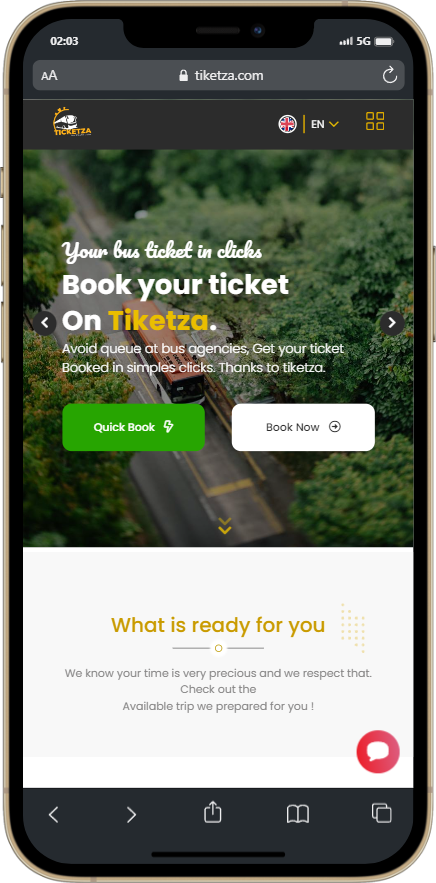 02:03
5G
AA
tiketza.com
TICKETZA
EN
Your bus ticket in clicks
Book your ticket
On Tiketza.
Avoid queue at bus agencies, Get your ticket
Booked in simples clicks. Thanks to tiketza.
Quick Book
Book Now
What is ready for you
We know your time is very precious and we respect that.
Check out the
Available trip we prepared for you !